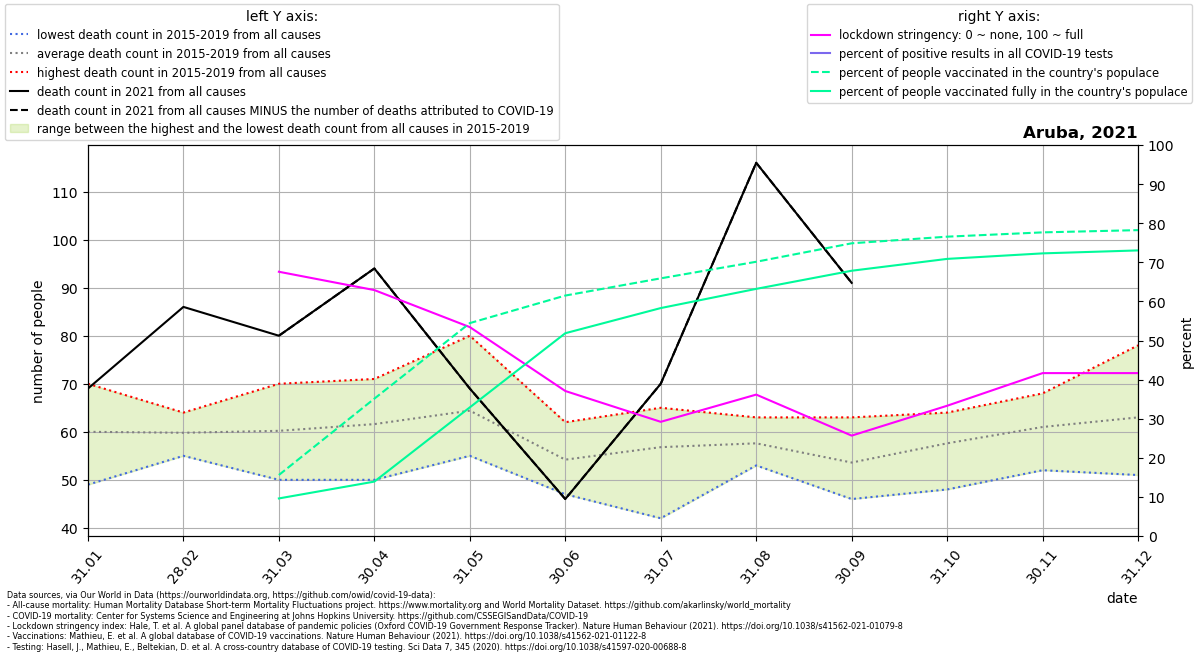 left Y axis:
lowest death count in 2015-2019 from all causes
average death count in 2015-2019 from all causes
highest death count in 2015-2019 from all causes
death count in 2021 from all causes
death count in 2021 from all causes MINUS the number of deaths attributed to COVID-19
range between the highest and the lowest death count from all causes in 2015-2019
right Y axis:
lockdown stringency: 0 ~ none, 100 ~ full
percent of positive results in all COVID-19 tests
percent of people vaccinated in the country's populace
percent of people vaccinated fully in the country's populace
Aruba, 2021
number of people
110
100
90
80
70
60
50
40
100
90
80
70
60
50
40
30
20
10
0
percent
31.01
28.02
31.03
30.04
31.05
30.06
31.07
31.08
30.09
31.10
30.11
31.12
date
Data sources, via Our World in Data (https://ourworldindata.org, https://github.com/owid/covid-19-data):
- All-cause mortality: Human Mortality Database Short-term Mortality Fluctuations project. https://www.mortality.org and World Mortality Dataset. https://github.com/akarlinsky/world_mortality
- COVID-19 mortality: Center for Systems Science and Engineering at Johns Hopkins University. https://github.com/CSSEGISandData/COVID-19
- Lockdown stringency index: Hale, T. et al. A global panel database of pandemic policies (Oxford COVID-19 Government Response Tracker). Nature Human Behaviour (2021). https://doi.org/10.1038/s41562-021-01079-8
- Vaccinations: Mathieu, E. et al. A global database of COVID-19 vaccinations. Nature Human Behaviour (2021). https://doi.org/10.1038/s41562-021-01122-8
- Testing: Hasell, J., Mathieu, E., Beltekian, D. et al. A cross-country database of COVID-19 testing. Sci Data 7, 345 (2020). https://doi.org/10.1038/s41597-020-00688-8